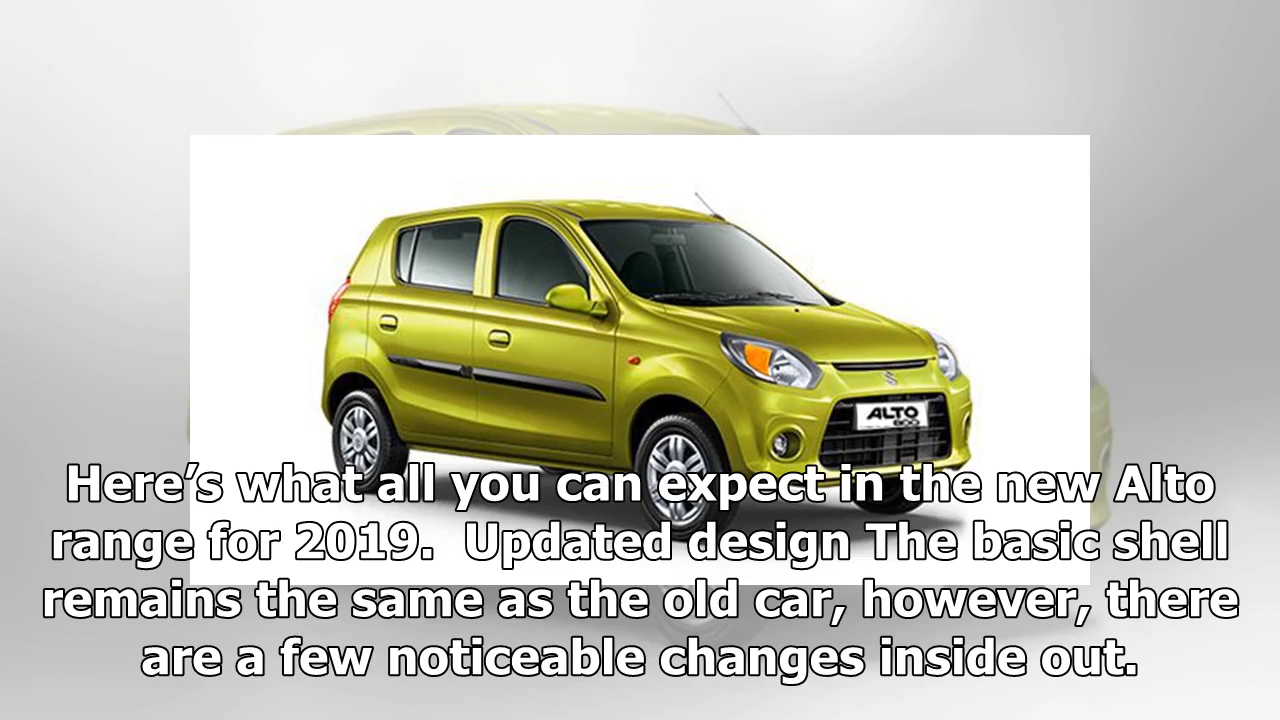 ALTO
800
Here’s what all you can expect in the new Alto
range for 2019.  Updated design The basic shell
remains the same as the old car, however, there
are a few noticeable changes inside out.